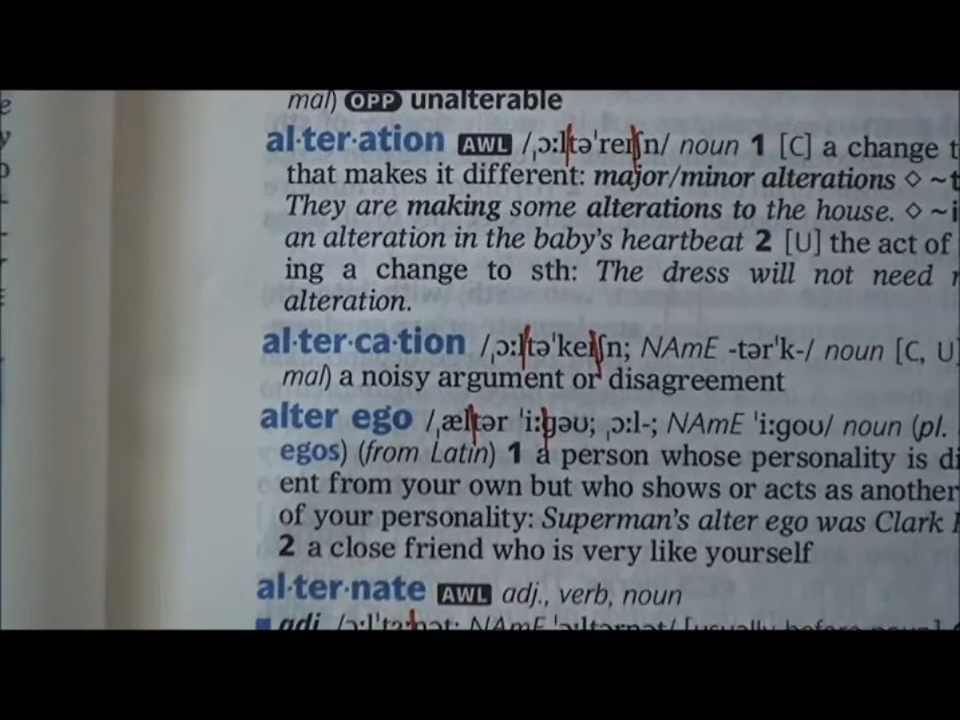 mal) OPP unalterable
al·ter·ation AWL /ˌɔːltəˈreɪʃn/ noun 1 [C] a change t
that makes it different: major/minor alterations ◇ ~t
They are making some alterations to the house. ◇ ~i
an alteration in the baby's heartbeat 2 [U] the act of
ing a change to sth: The dress will not need
alteration.
al·ter·ca·tion /ˌɔːltəˈkeɪʃn; NAmE -tərˈk-/ noun [C, U]
mal) a noisy argument or disagreement
alter ego /ˌæltər ˈiːɡəʊ; ˌɔːl-; NAmE ˈiːɡoʊ/ noun (pl.
egos) (from Latin) 1 a person whose personality is di
ent from your own but who shows or acts as another
of your personality: Superman's alter ego was Clark
2 a close friend who is very like yourself
al·ter·nate AWL adj., verb, noun
■ adj.